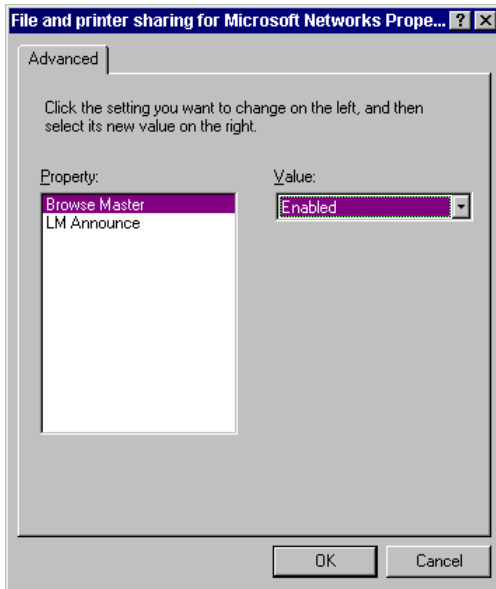 File and printer sharing for Microsoft Networks Prope...
Advanced
Click the setting you want to change on the left, and then
select its new value on the right.
Property:
Value:
Browse Master
Enabled
LM Announce
OK
Cancel